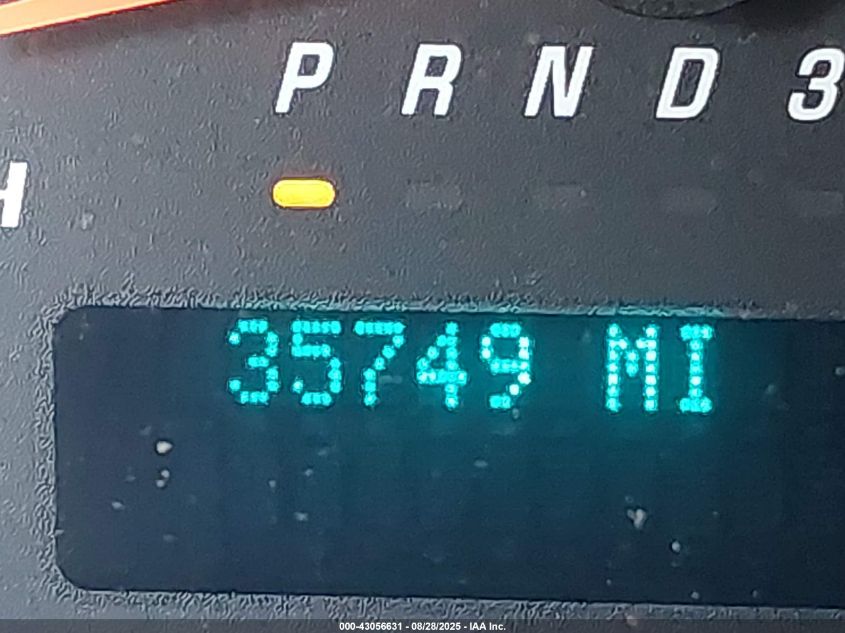 P R N D 3
H
35749 MI
000-43056631 - 08/28/2025 - IAA Inc.